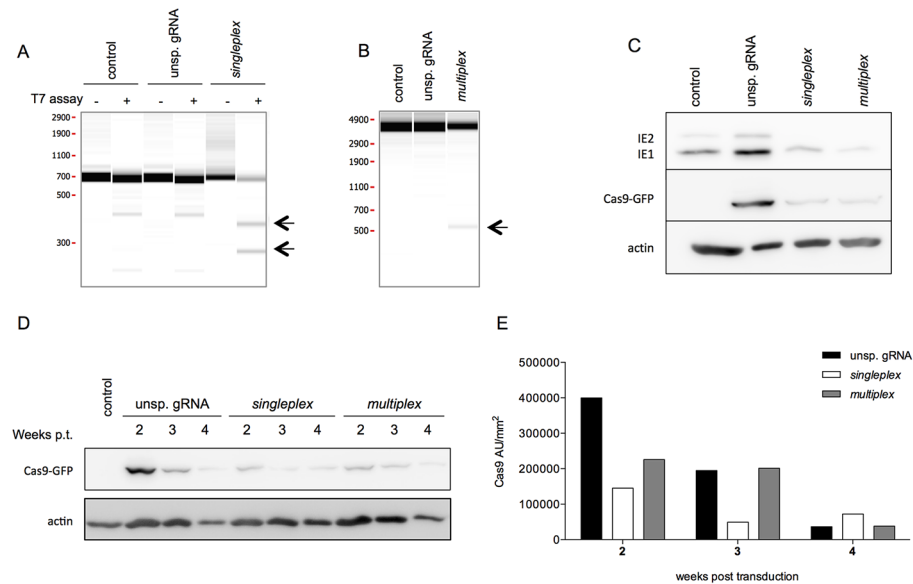 A
control
unsp. gRNA
singleplex
T7 assay - + - + - +
2900
1900
1100
700
500
300
B
control
unsp. gRNA
multiplex
4900
2900
1900
1100
700
500
C
control
unsp. gRNA
singleplex
multiplex
IE2
IE1
Cas9-GFP
actin
D
control
unsp. gRNA singleplex multiplex
Weeks p.t. 2 3 4 2 3 4 2 3 4
Cas9-GFP
actin
E
unsp. gRNA
singleplex
multiplex
Cas9 AU/mm²
500000
400000
300000
200000
100000
0
2 3 4
weeks post transduction